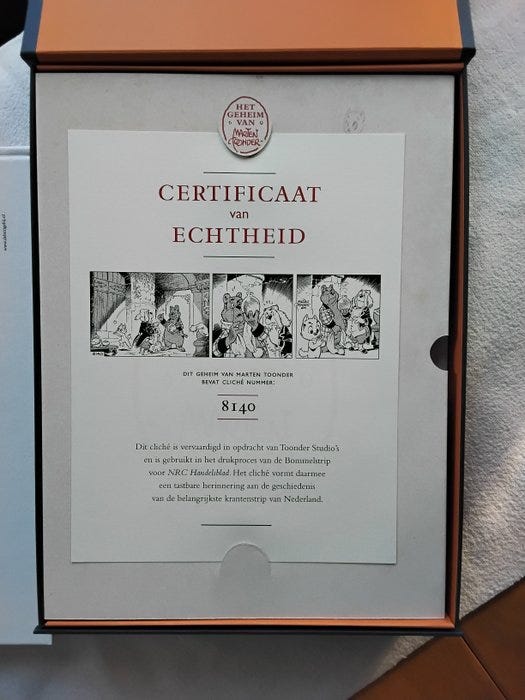 HET
GEHEIM
VAN
MARTEN
TOONDER
CERTIFICAAT
van
ECHTHEID
DIT GEHEIM VAN MARTEN TOONDER
BEVAT CLICHÉ NUMMER:
8140
Dit cliché is vervaardigd in opdracht van Toonder Studio's
en is gebruikt in het drukproces van de Bommelstrip
voor NRC Handelsblad. Het cliché vormt daarmee
een tastbare herinnering aan de geschiedenis
van de belangrijkste krantenstrip van Nederland.